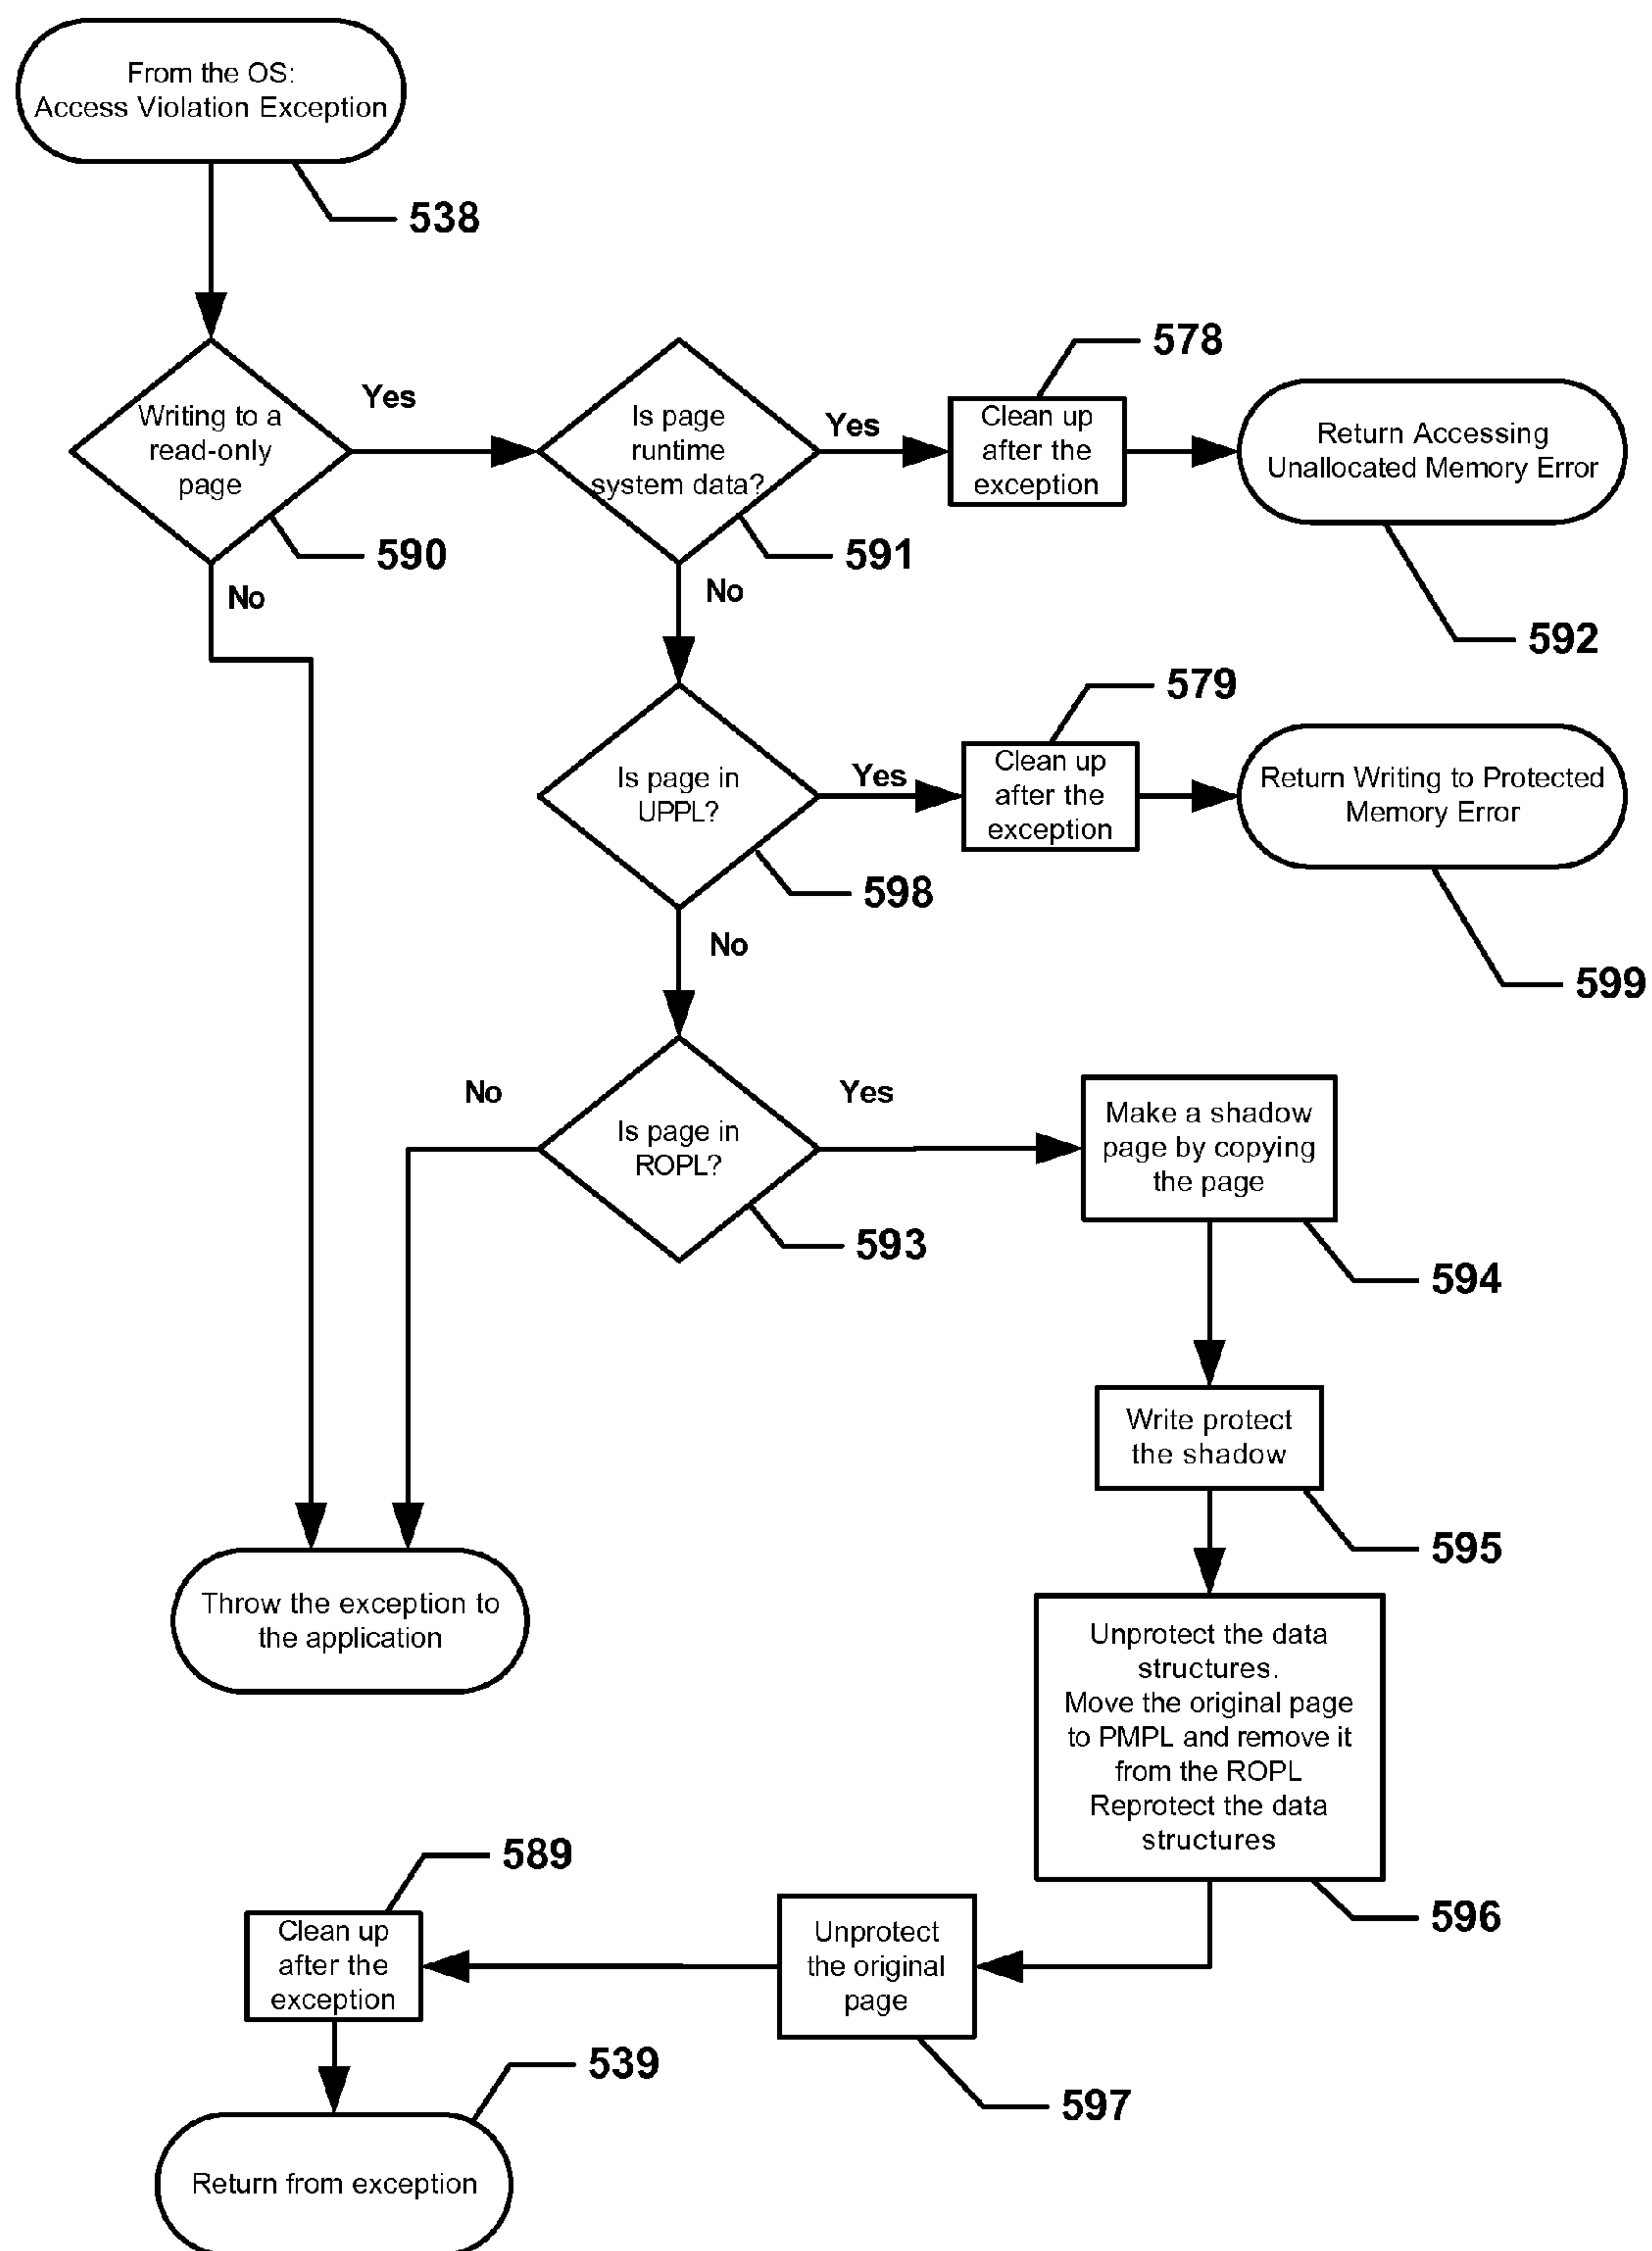 From the OS:
Access Violation Exception
538
Writing to a
read-only
page
590
Yes
No
Is page
runtime
system data?
591
Yes
No
578
Clean up
after the
exception
Return Accessing
Unallocated Memory Error
592
Is page in
UPPL?
598
Yes
No
579
Clean up
after the
exception
Return Writing to Protected
Memory Error
599
Is page in
ROPL?
593
No
Yes
Make a shadow
page by copying
the page
594
Write protect
the shadow
595
Throw the exception to
the application
Unprotect the data
structures.
Move the original page
to PMPL and remove it
from the ROPL
Reprotect the data
structures
596
Unprotect
the original
page
597
589
Clean up
after the
exception
539
Return from exception